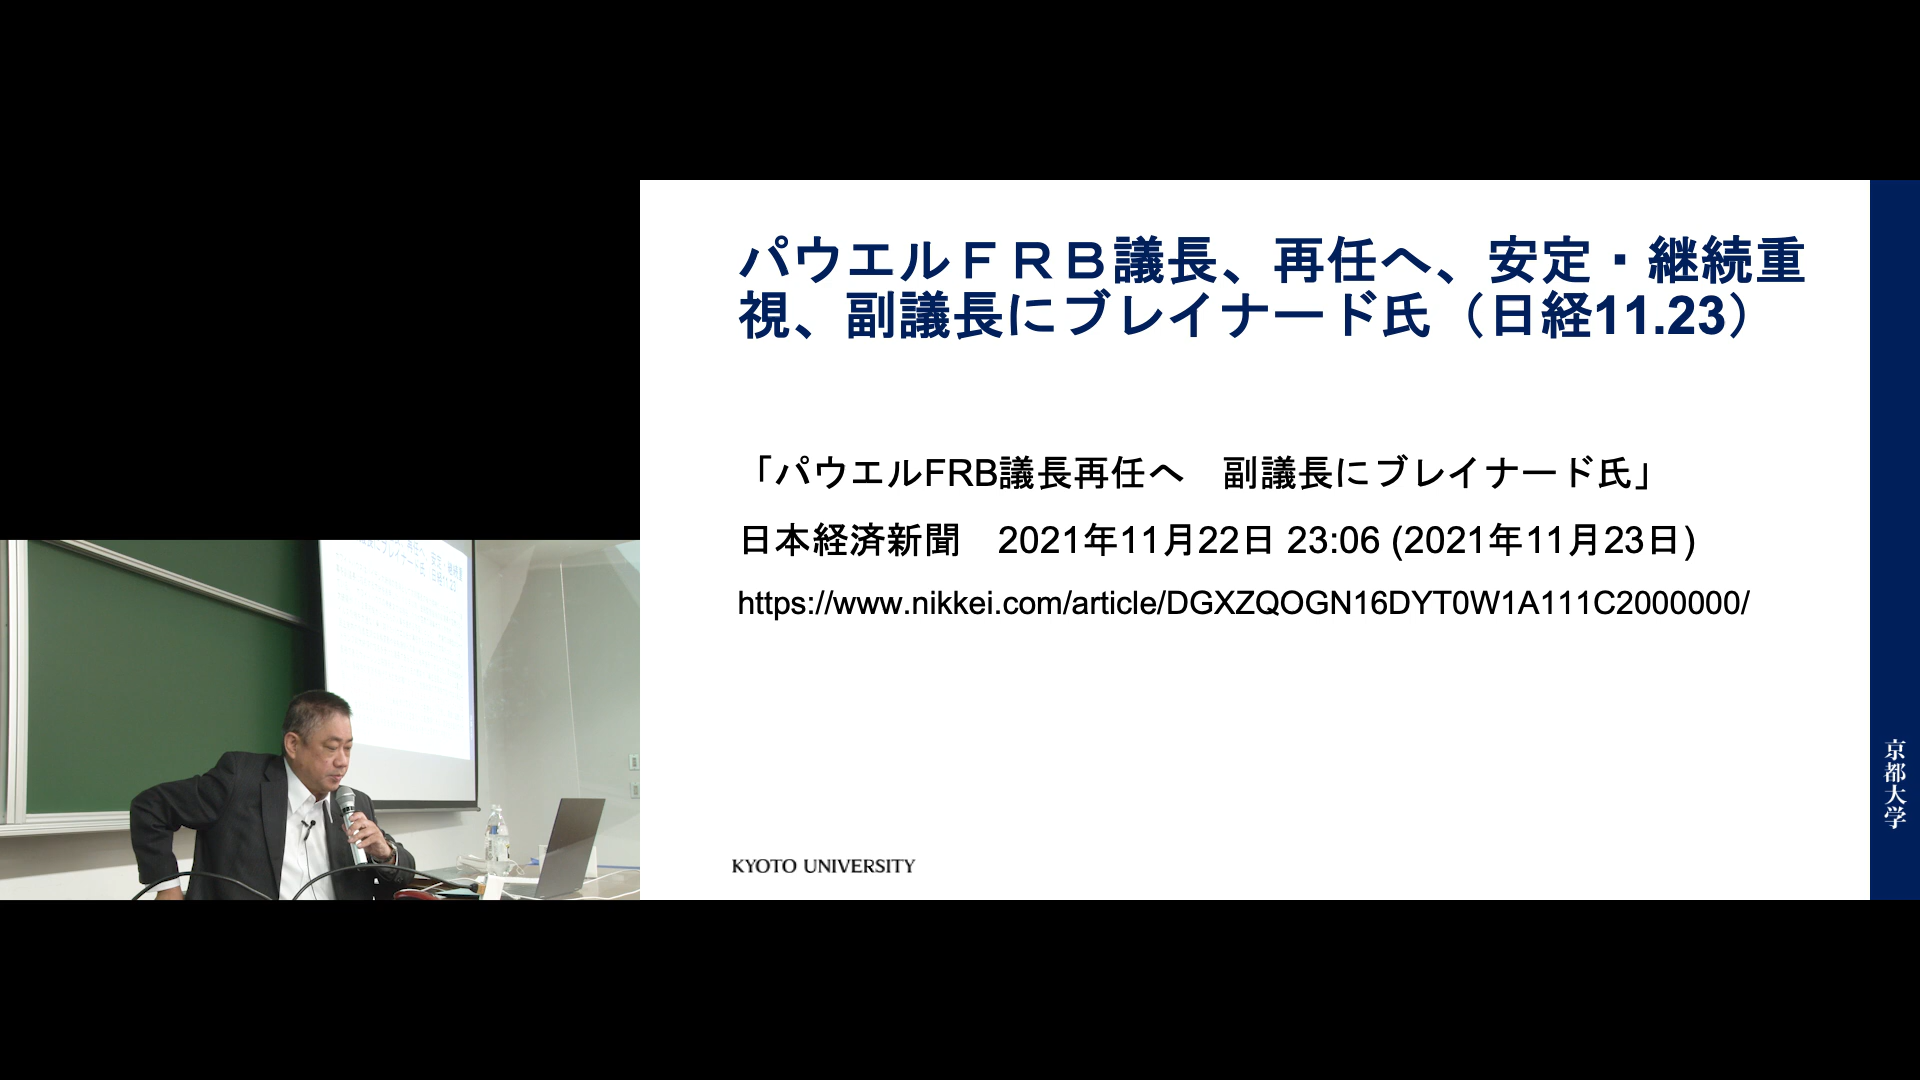 パウエルＦＲＢ議長、再任へ、安定・継続重
視、副議長にブレイナード氏（日経11.23）
「パウエルFRB議長再任へ　副議長にブレイナード氏」
日本経済新聞　2021年11月22日 23:06 (2021年11月23日)
https://www.nikkei.com/article/DGXZQOGN16DYT0W1A111C2000000/
KYOTO UNIVERSITY
京都大学